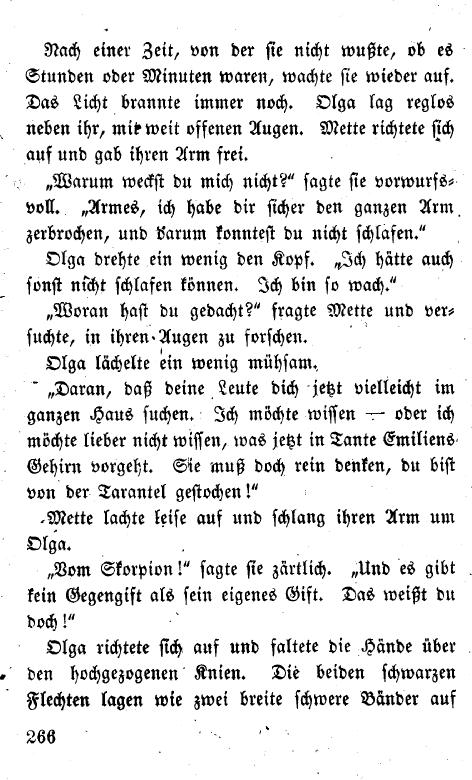 Nach einer Zeit, von der sie nicht wußte, ob es
Stunden oder Minuten waren, wachte sie wieder auf.
Das Licht brannte immer noch. Olga lag reglos
neben ihr, mit weit offenen Augen. Mette richtete sich
auf und gab ihren Arm frei.
„Warum weckst du mich nicht?“ sagte sie vorwurfs-
voll. „Armes, ich habe dir sicher den ganzen Arm
zerbrochen, und darum konntest du nicht schlafen.“
Olga drehte ein wenig den Kopf. „Ich hätte auch
sonst nicht schlafen können. Ich bin so wach.“
„Woran hast du gedacht?“ fragte Mette und ver-
suchte, in ihren Augen zu forschen.
Olga lächelte ein wenig mühsam.
„Daran, daß deine Leute dich jetzt vielleicht im
ganzen Haus suchen. Ich möchte wissen — oder ich
möchte lieber nicht wissen, was jetzt in Tante Emiliens
Gehirn vorgeht. Sie muß doch rein denken, du bist
von der Tarantel gestochen!“
Mette lachte leise auf und schlang ihren Arm um
Olga.
„Vom Skorpion!“ sagte sie zärtlich. „Und es gibt
kein Gegengift als sein eigenes Gift. Das weißt du
doch!“
Olga richtete sich auf und faltete die Hände über
den hochgezogenen Knien. Die beiden schwarzen
Flechten lagen wie zwei breite schwere Bänder auf
266